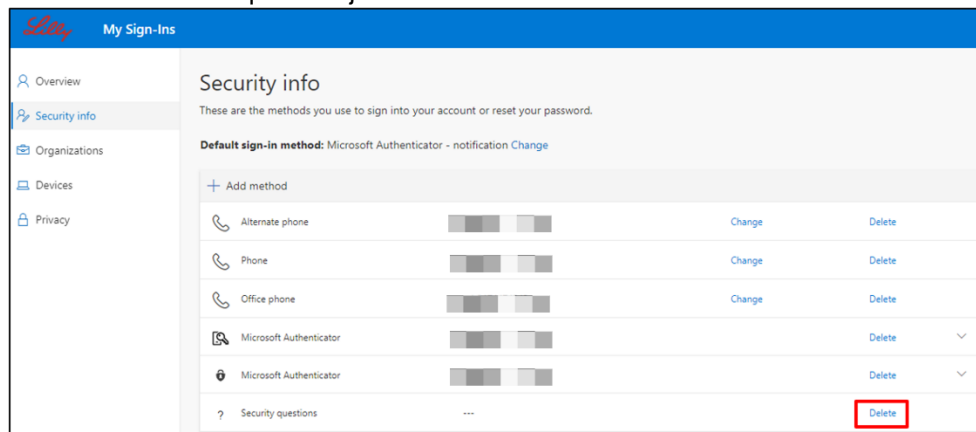 Lilly My Sign-Ins
Overview
Security info
Organizations
Devices
Privacy
Security info
These are the methods you use to sign into your account or reset your password.
Default sign-in method: Microsoft Authenticator - notification Change
+ Add method
Alternate phone Change Delete
Phone Change Delete
Office phone Change Delete
Microsoft Authenticator Delete
Microsoft Authenticator Delete
? Security questions --- Delete